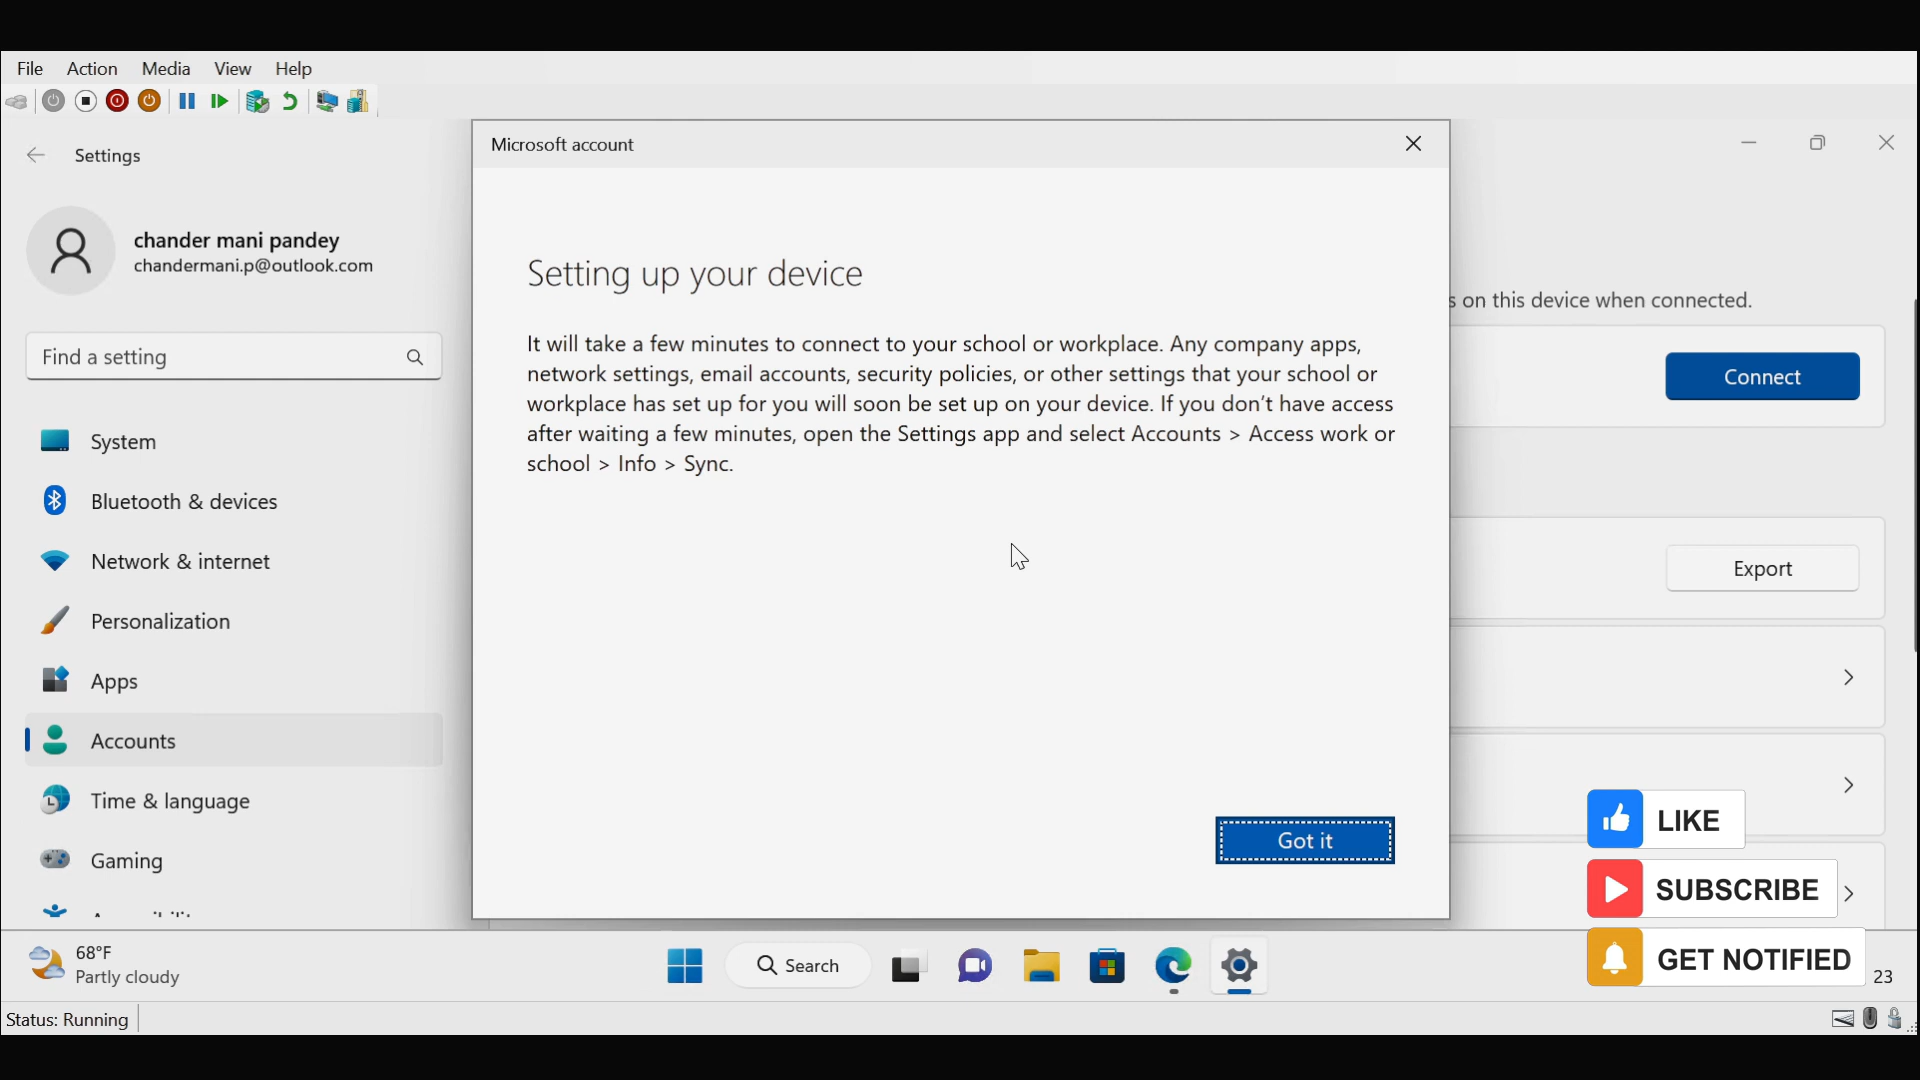 File Action Media View Help
Settings
chander mani pandey
chandermani.p@outlook.com
Find a setting
System
Bluetooth & devices
Network & internet
Personalization
Apps
Accounts
Time & language
Gaming
Microsoft account
Setting up your device
It will take a few minutes to connect to your school or workplace. Any company apps,
network settings, email accounts, security policies, or other settings that your school or
workplace has set up for you will soon be set up on your device. If you don't have access
after waiting a few minutes, open the Settings app and select Accounts > Access work or
school > Info > Sync.
Got it
s on this device when connected.
Connect
Export
LIKE
SUBSCRIBE
GET NOTIFIED
68°F
Partly cloudy
Search
23
Status: Running